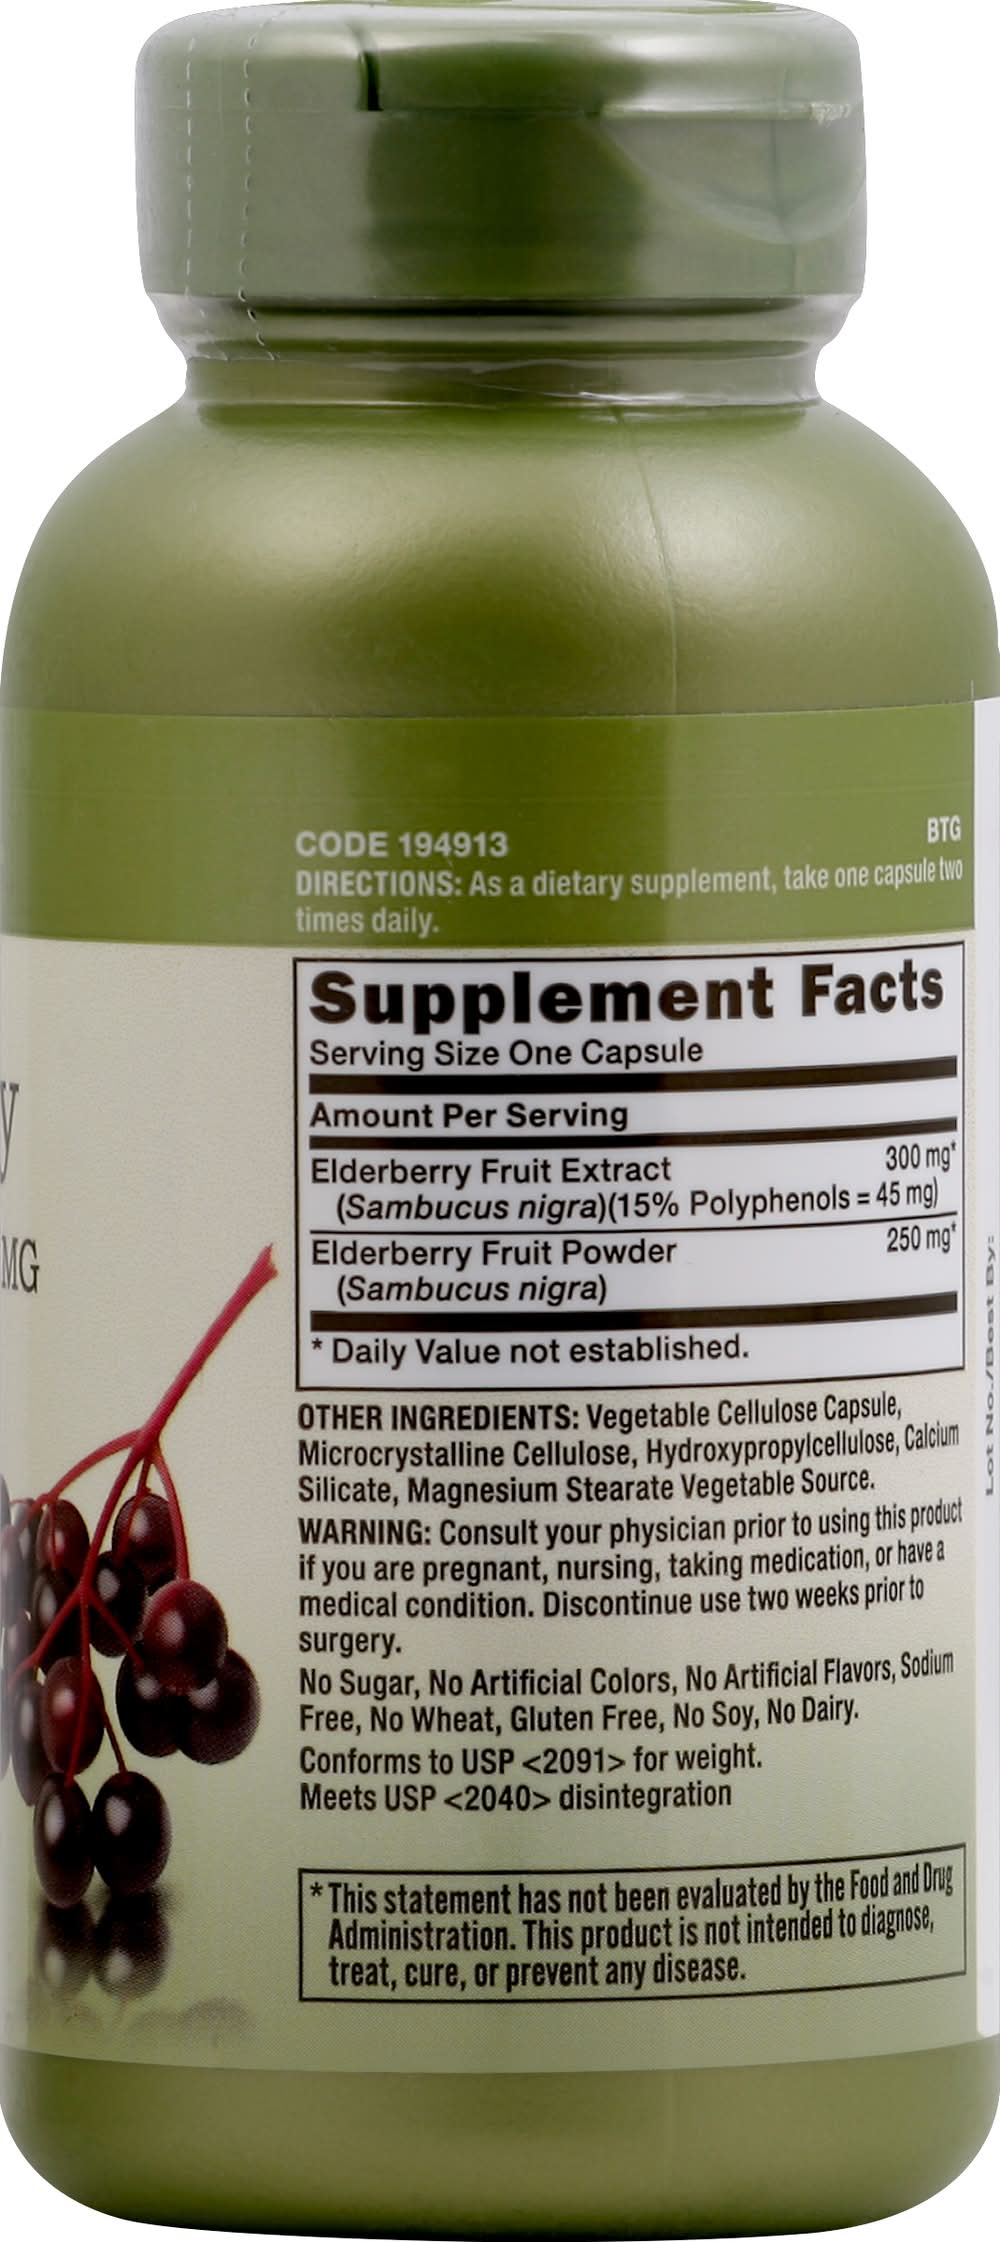 CODE 194913
BTG
DIRECTIONS: As a dietary supplement, take one capsule two
times daily.
Supplement Facts
Serving Size One Capsule
Amount Per Serving
Elderberry Fruit Extract 300 mg*
(Sambucus nigra)(15% Polyphenols = 45 mg)
Elderberry Fruit Powder 250 mg*
(Sambucus nigra)
* Daily Value not established.
OTHER INGREDIENTS: Vegetable Cellulose Capsule,
Microcrystalline Cellulose, Hydroxypropylcellulose, Calcium
Silicate, Magnesium Stearate Vegetable Source.
WARNING: Consult your physician prior to using this product
if you are pregnant, nursing, taking medication, or have a
medical condition. Discontinue use two weeks prior to
surgery.
No Sugar, No Artificial Colors, No Artificial Flavors, Sodium
Free, No Wheat, Gluten Free, No Soy, No Dairy.
Conforms to USP <2091> for weight.
Meets USP <2040> disintegration
* This statement has not been evaluated by the Food and Drug
Administration. This product is not intended to diagnose,
treat, cure, or prevent any disease.
y
MG
Lot No./Best By: